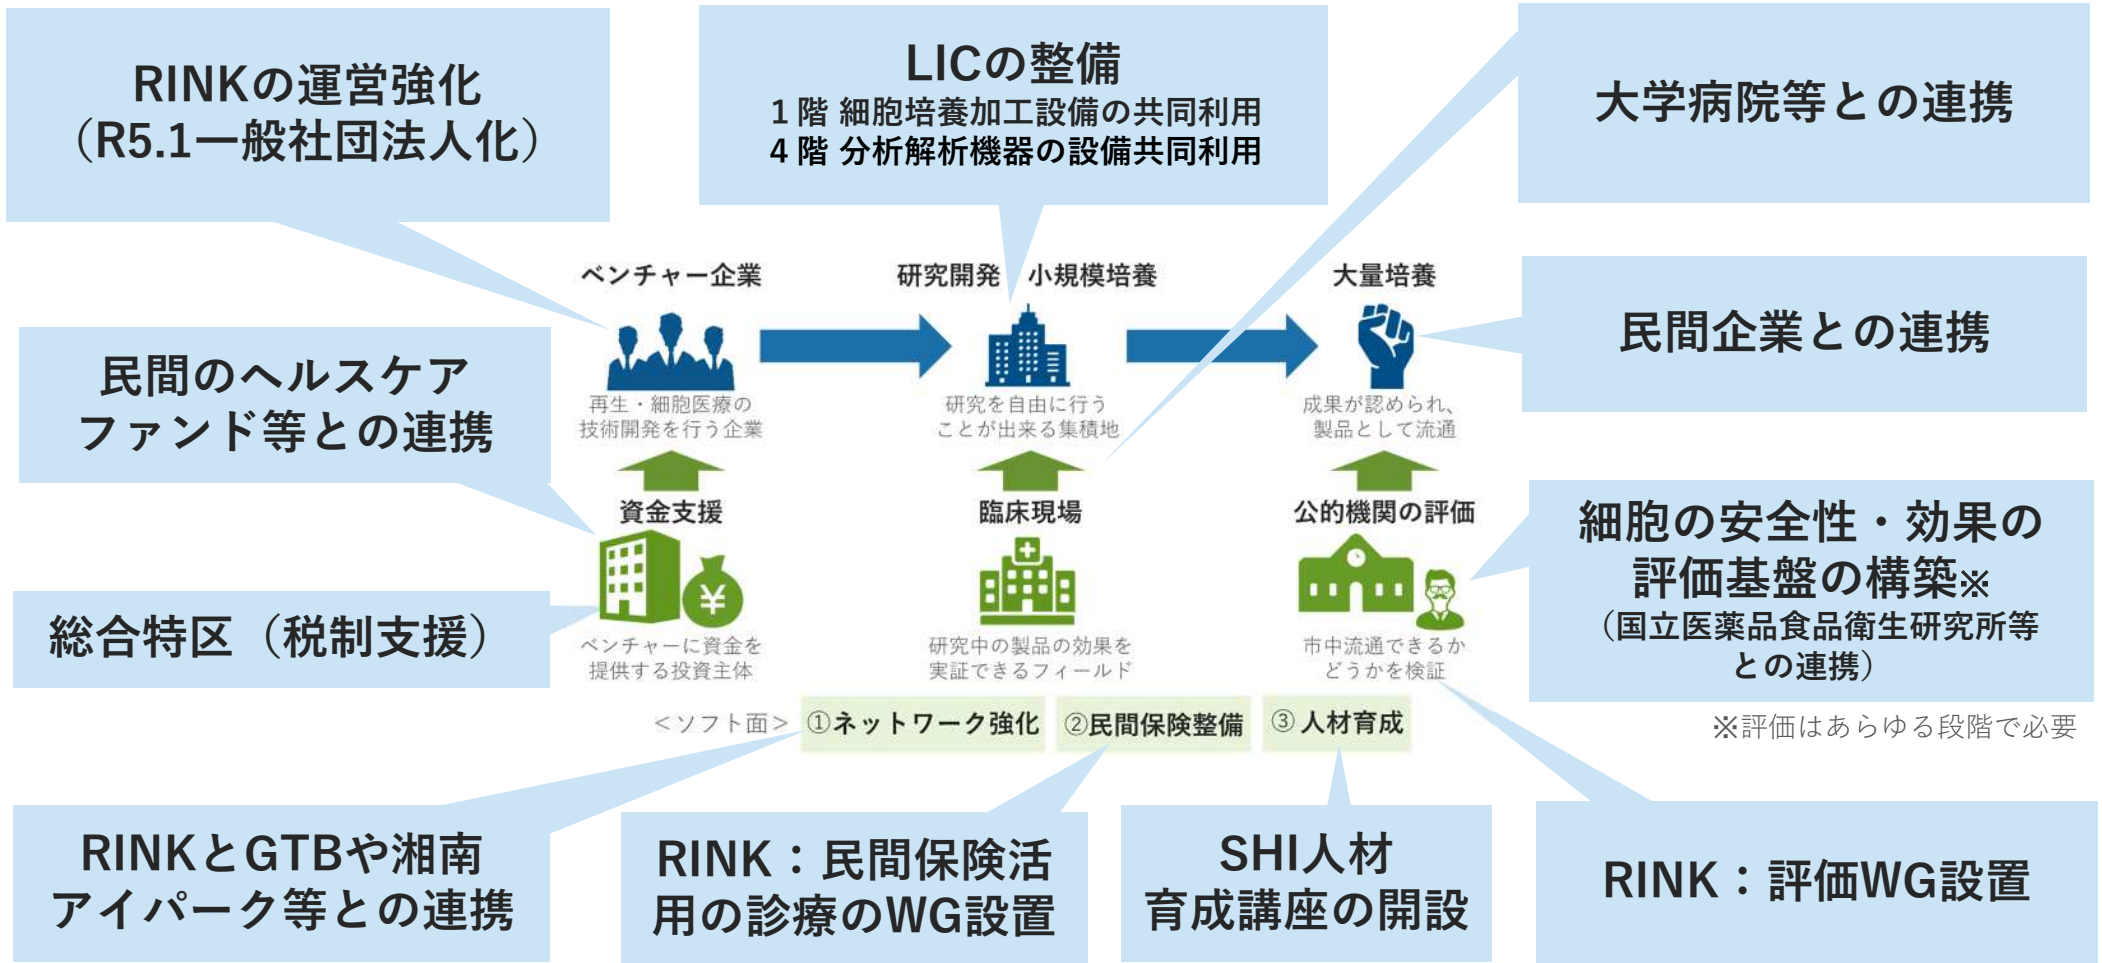 RINKの運営強化
（R5.1一般社団法人化）
LICの整備
1階 細胞培養加工設備の共同利用
4階 分析解析機器の設備共同利用
大学病院等との連携
ベンチャー企業
研究開発　小規模培養
大量培養
民間企業との連携
民間のヘルスケア
ファンド等との連携
再生・細胞医療の
技術開発を行う企業
研究を自由に行う
ことが出来る集積地
成果が認められ、
製品として流通
資金支援
臨床現場
公的機関の評価
細胞の安全性・効果の
評価基盤の構築※
（国立医薬品食品衛生研究所等
との連携）
¥
総合特区（税制支援）
ベンチャーに資金を
提供する投資主体
研究中の製品の効果を
実証できるフィールド
市中流通できるか
どうかを検証
＜ソフト面＞ ①ネットワーク強化 ②民間保険整備 ③人材育成
※評価はあらゆる段階で必要
RINKとGTBや湘南
アイパーク等との連携
RINK：民間保険活
用の診療のWG設置
SHI人材
育成講座の開設
RINK：評価WG設置